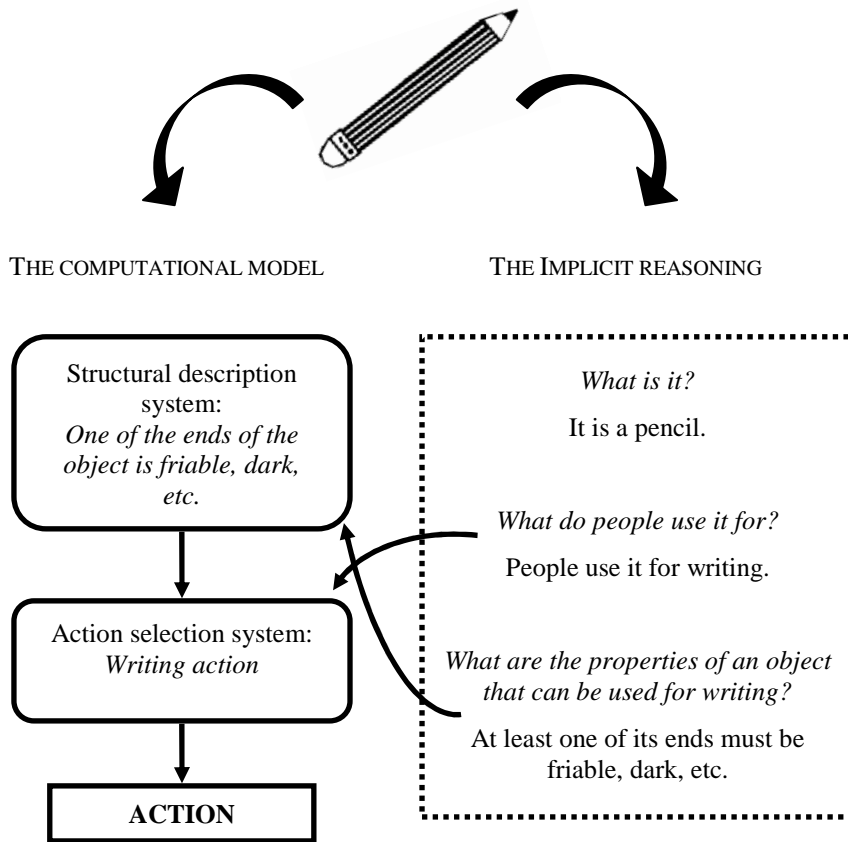 THE COMPUTATIONAL MODEL
Structural description
system:
One of the ends of the
object is friable, dark,
etc.
Action selection system:
Writing action
ACTION
THE IMPLICIT REASONING
What is it?
It is a pencil.
What do people use it for?
People use it for writing.
What are the properties of an object
that can be used for writing?
At least one of its ends must be
friable, dark, etc.